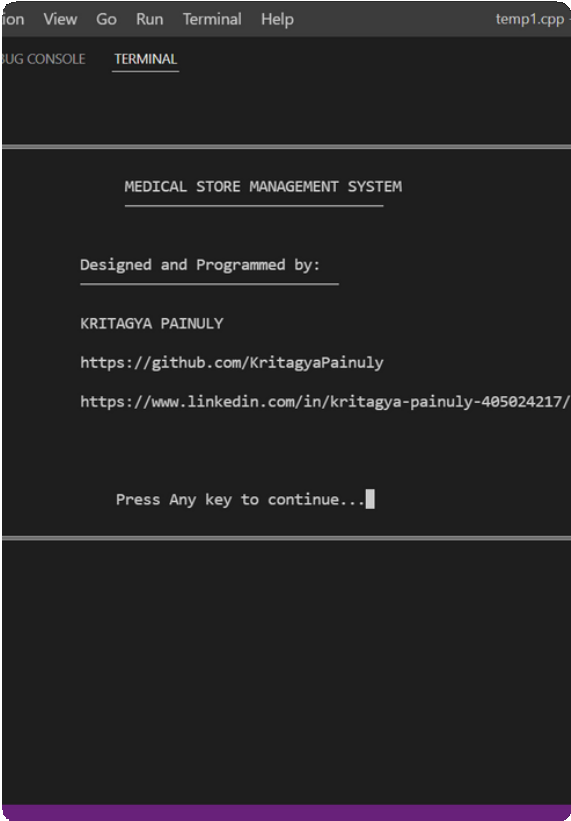 ion View Go Run Terminal Help temp1.cpp -
BUG CONSOLE TERMINAL
MEDICAL STORE MANAGEMENT SYSTEM
Designed and Programmed by:
KRITAGYA PAINULY
https://github.com/KritagyaPainuly
https://www.linkedin.com/in/kritagya-painuly-405024217/
Press Any key to continue...